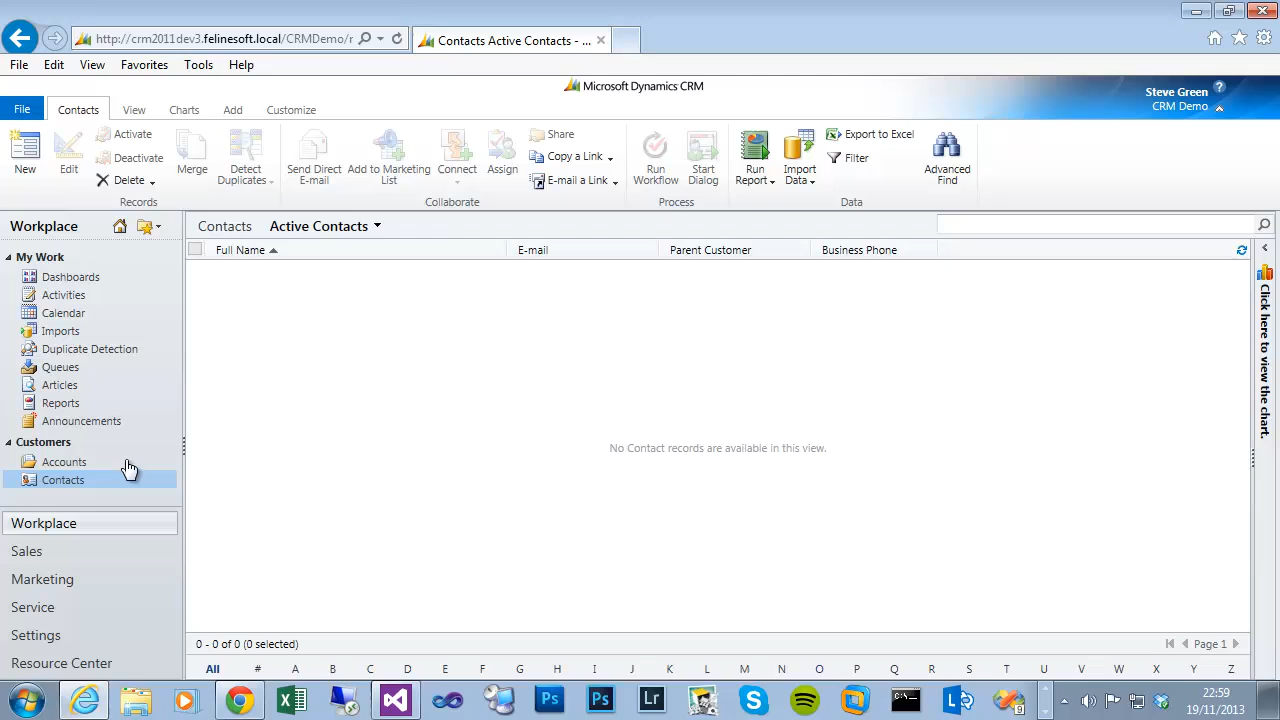 http://crm2011dev3.felinesoft.local/CRMDemo/r
Contacts Active Contacts - ...
File Edit View Favorites Tools Help
Microsoft Dynamics CRM
Steve Green
CRM Demo
File Contacts View Charts Add Customize
New
Edit
Activate
Deactivate
Delete
Merge
Detect Duplicates
Records
Send Direct E-mail
Add to Marketing List
Connect
Assign
Share
Copy a Link
E-mail a Link
Collaborate
Run Workflow
Start Dialog
Process
Run Report
Import Data
Export to Excel
Filter
Advanced Find
Data
Workplace
My Work
Dashboards
Activities
Calendar
Imports
Duplicate Detection
Queues
Articles
Reports
Announcements
Customers
Accounts
Contacts
Workplace
Sales
Marketing
Service
Settings
Resource Center
Contacts Active Contacts
Full Name E-mail Parent Customer Business Phone
No Contact records are available in this view.
Click here to view the chart.
0 - 0 of 0 (0 selected)
Page 1
All # A B C D E F G H I J K L M N O P Q R S T U V W X Y Z
Ps
Ps
Lr
22:59
19/11/2013